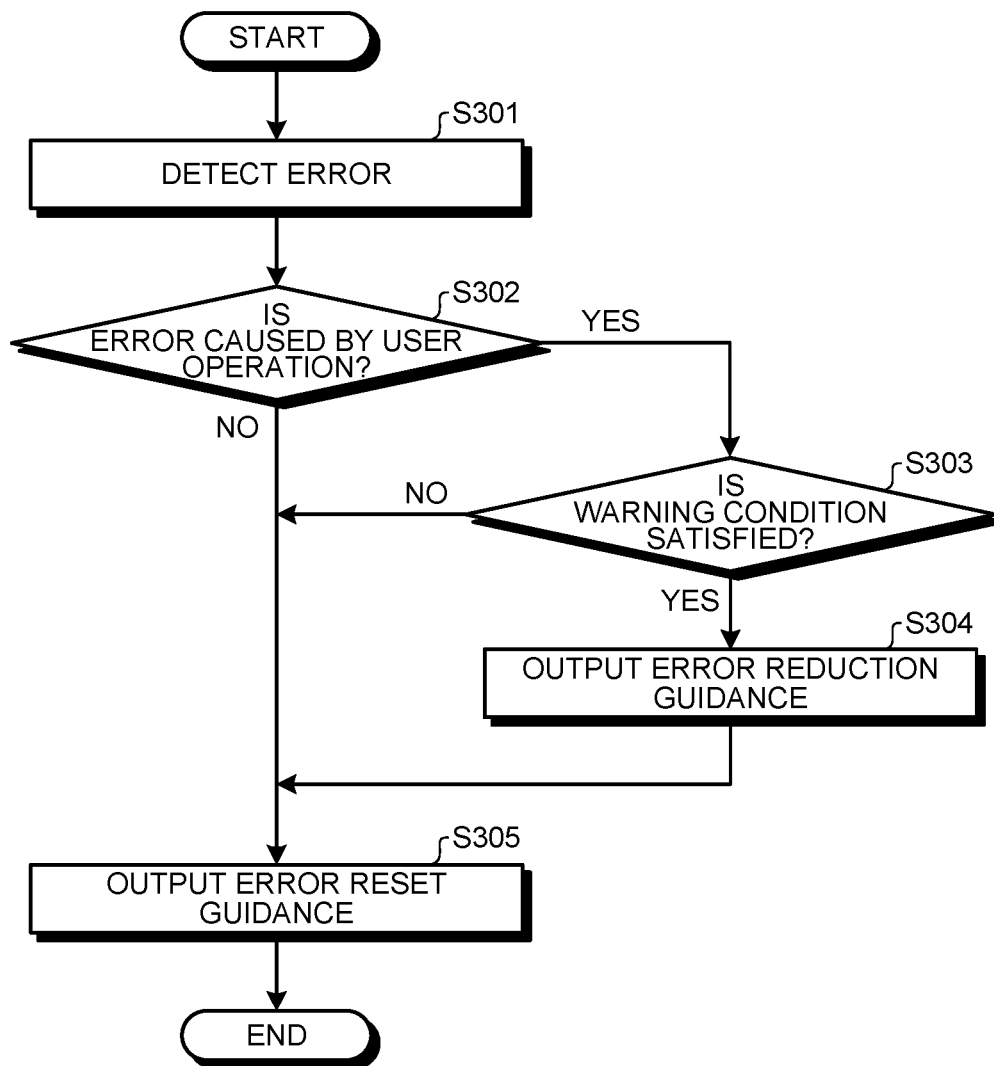 START
S301
DETECT ERROR
S302
IS
ERROR CAUSED BY USER
OPERATION?
YES
NO
S303
IS
WARNING CONDITION
SATISFIED?
NO
YES
S304
OUTPUT ERROR REDUCTION
GUIDANCE
S305
OUTPUT ERROR RESET
GUIDANCE
END